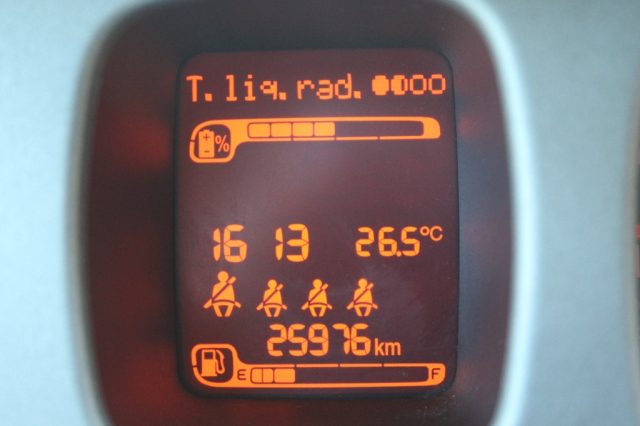 T. liq. rad.
%
16 13 26.5°C
25976 km
E F